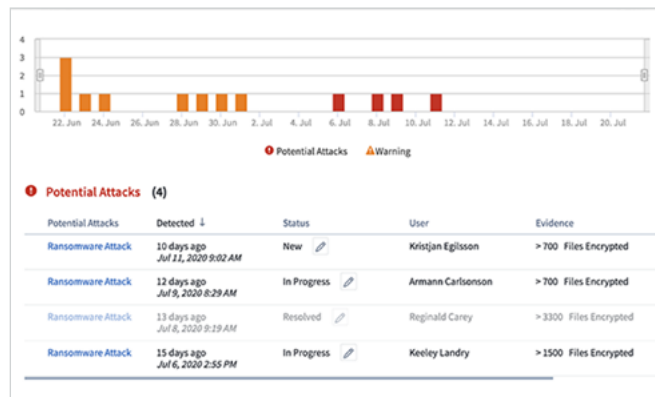 4
3
2
1
0
22. Jun 24. Jun 26. Jun 28. Jun 30. Jun 2. Jul 4. Jul 6. Jul 8. Jul 10. Jul 12. Jul 14. Jul 16. Jul 18. Jul 20. Jul
Potential Attacks Warning
Potential Attacks (4)
Potential Attacks Detected ↓ Status User Evidence
Ransomware Attack 10 days ago New Kristjan Egilsson > 700 Files Encrypted
Jul 11, 2020 9:02 AM
Ransomware Attack 12 days ago In Progress Armann Carlsonson > 700 Files Encrypted
Jul 9, 2020 8:29 AM
Ransomware Attack 13 days ago Resolved Reginald Carey > 3300 Files Encrypted
Jul 8, 2020 9:19 AM
Ransomware Attack 15 days ago In Progress Keeley Landry > 1500 Files Encrypted
Jul 6, 2020 2:55 PM